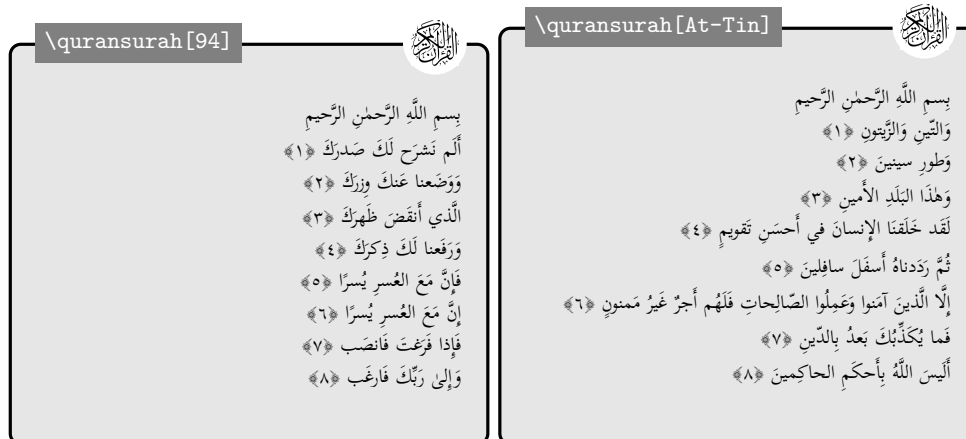 \quransurah[94]
بِسمِ اللَّهِ الرَّحمٰنِ الرَّحيمِ
أَلَم نَشرَح لَكَ صَدرَكَ ﴿١﴾
وَوَضَعنا عَنكَ وِزرَكَ ﴿٢﴾
الَّذي أَنقَضَ ظَهرَكَ ﴿٣﴾
وَرَفَعنا لَكَ ذِكرَكَ ﴿٤﴾
فَإِنَّ مَعَ العُسرِ يُسرًا ﴿٥﴾
إِنَّ مَعَ العُسرِ يُسرًا ﴿٦﴾
فَإِذا فَرَغتَ فَانصَب ﴿٧﴾
وَإِلىٰ رَبِّكَ فَارغَب ﴿٨﴾
\quransurah[At-Tin]
بِسمِ اللَّهِ الرَّحمٰنِ الرَّحيمِ
وَالتّينِ وَالزَّيتونِ ﴿١﴾
وَطورِ سينينَ ﴿٢﴾
وَهٰذَا البَلَدِ الأَمينِ ﴿٣﴾
لَقَد خَلَقنَا الإِنسانَ في أَحسَنِ تَقويمٍ ﴿٤﴾
ثُمَّ رَدَدناهُ أَسفَلَ سافِلينَ ﴿٥﴾
إِلَّا الَّذينَ آمَنوا وَعَمِلُوا الصّالِحاتِ فَلَهُم أَجرٌ غَيرُ مَمنونٍ ﴿٦﴾
فَما يُكَذِّبُكَ بَعدُ بِالدّينِ ﴿٧﴾
أَلَيسَ اللَّهُ بِأَحكَمِ الحاكِمينَ ﴿٨﴾